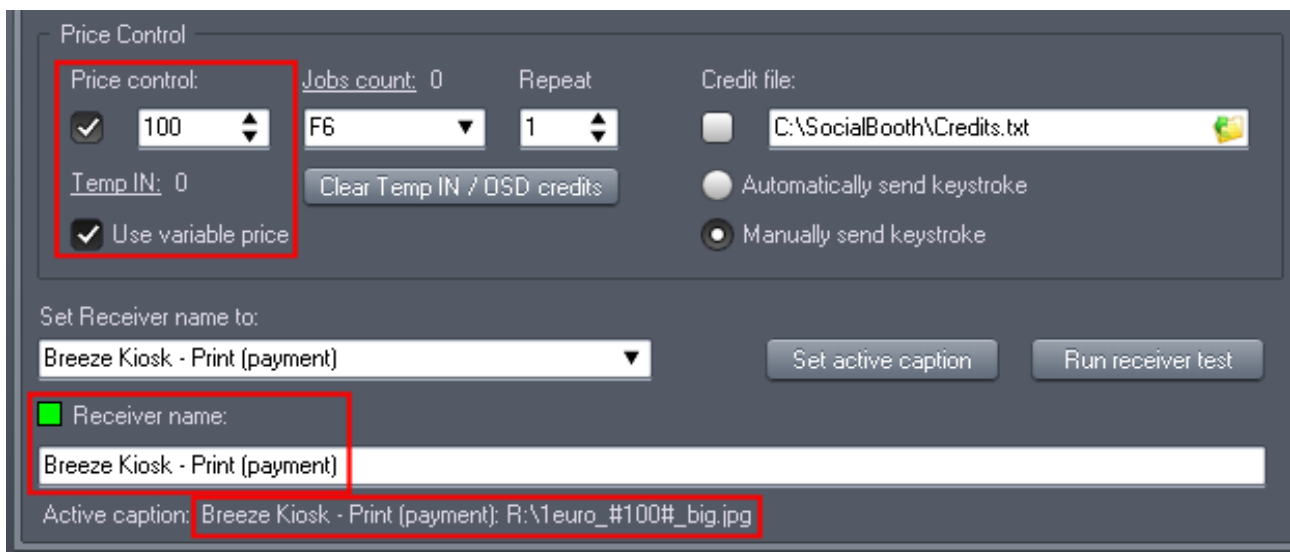 Price Control
Price control: Jobs count: 0 Repeat Credit file:
100 F6 1 C:\SocialBooth\Credits.txt
Temp IN: 0 Clear Temp IN / OSD credits Automatically send keystroke
Use variable price Manually send keystroke
Set Receiver name to:
Breeze Kiosk - Print (payment) Set active caption Run receiver test
Receiver name:
Breeze Kiosk - Print (payment)
Active caption: Breeze Kiosk - Print (payment): R:\1euro_#100#_big.jpg